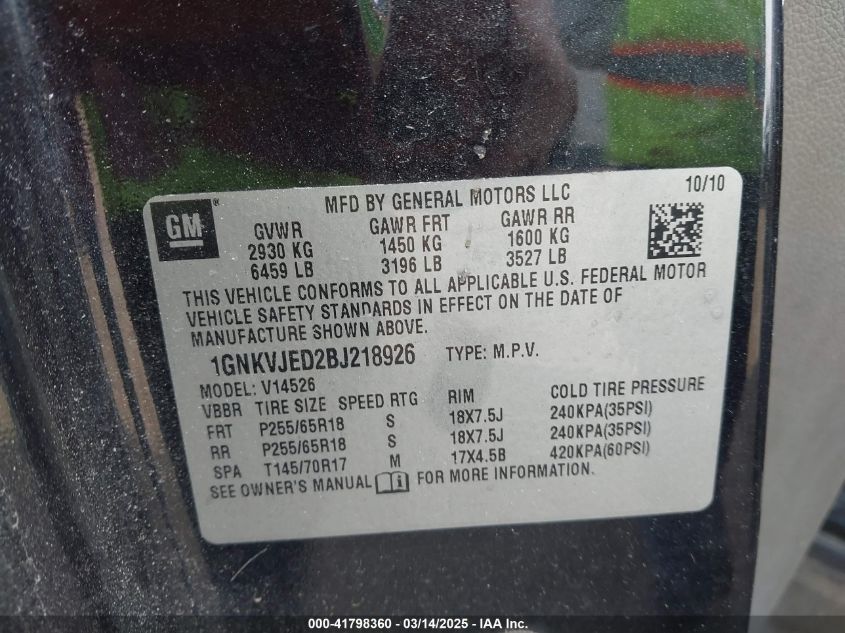 MFD BY GENERAL MOTORS LLC 10/10
GM®
GVWR GAWR FRT GAWR RR
2930 KG 1450 KG 1600 KG
6459 LB 3196 LB 3527 LB
THIS VEHICLE CONFORMS TO ALL APPLICABLE U.S. FEDERAL MOTOR
VEHICLE SAFETY STANDARDS IN EFFECT ON THE DATE OF
MANUFACTURE SHOWN ABOVE.
1GNKVJED2BJ218926 TYPE: M.P.V.
MODEL: V14526
VBBR TIRE SIZE SPEED RTG RIM COLD TIRE PRESSURE
FRT P255/65R18 S 18X7.5J 240KPA(35PSI)
RR P255/65R18 S 18X7.5J 240KPA(35PSI)
SPA T145/70R17 M 17X4.5B 420KPA(60PSI)
SEE OWNER'S MANUAL i FOR MORE INFORMATION.
000-41798360 - 03/14/2025 - IAA Inc.